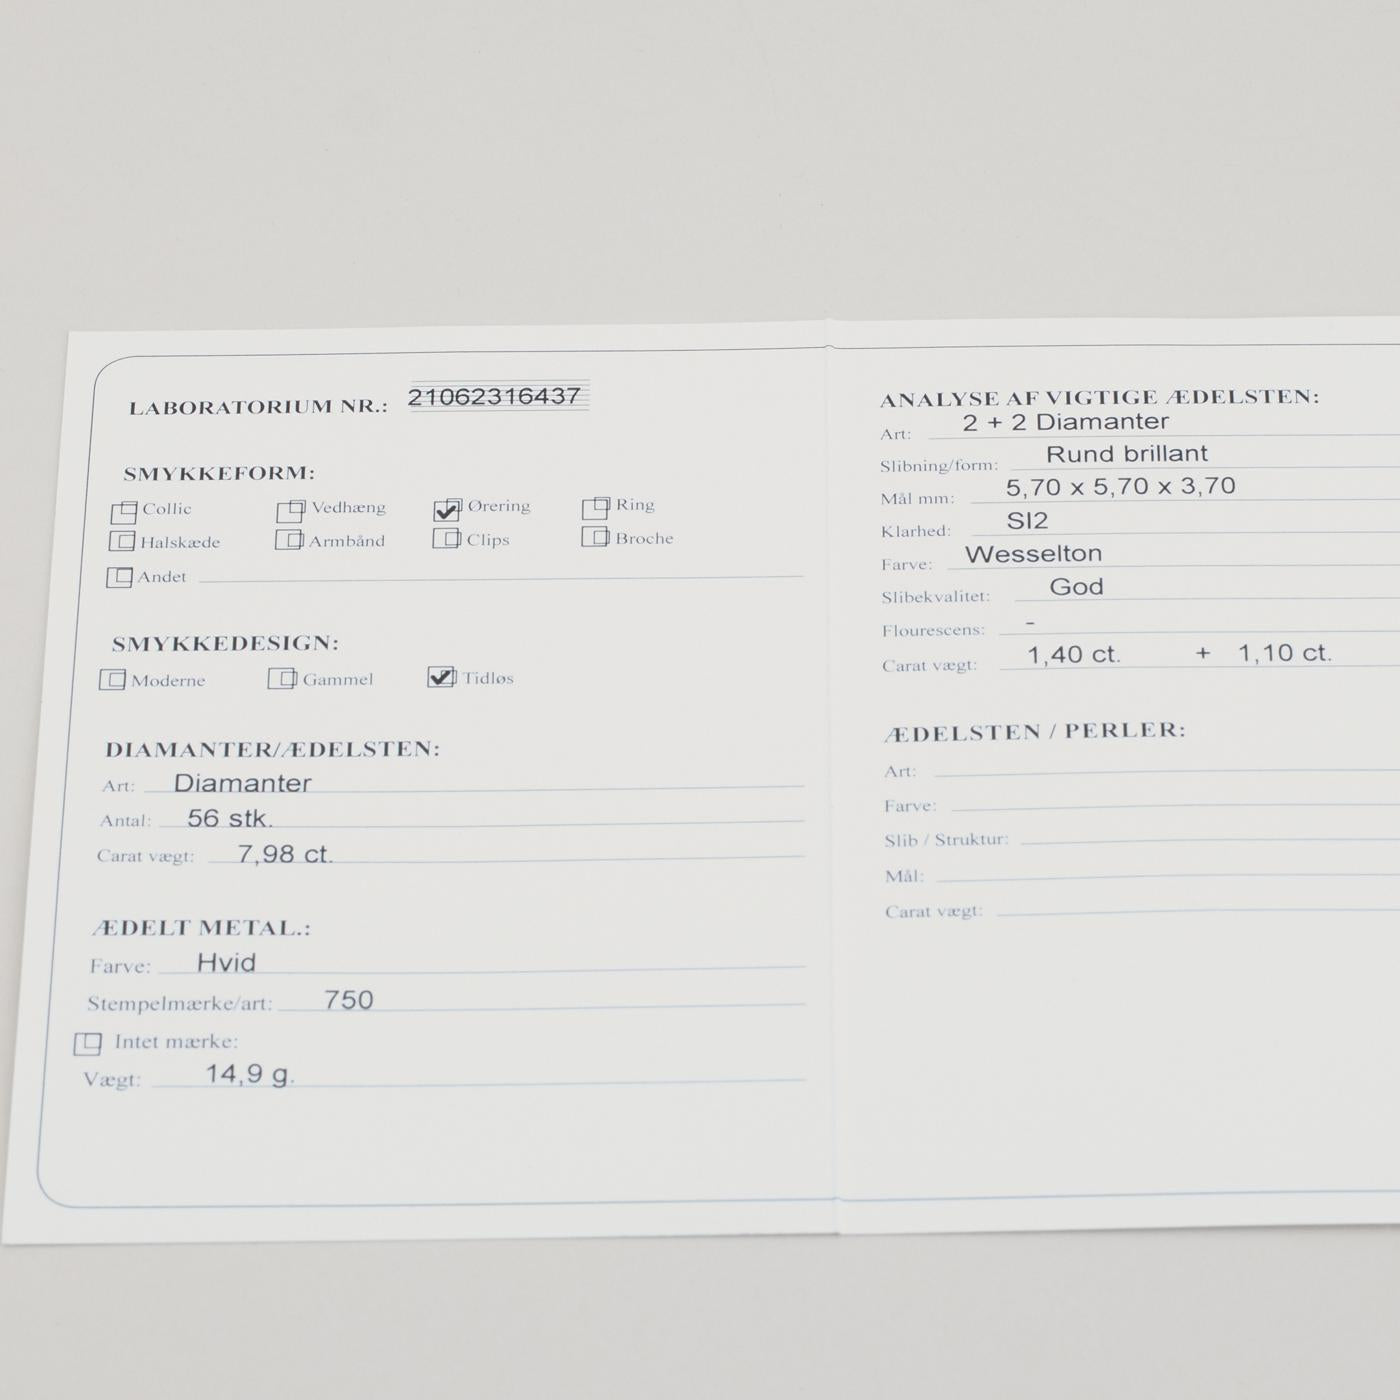 LABORATORIUM NR.: 21062316437
SMYKKEFORM:
Collic Vedhæng Ørering Ring
Halskæde Armbånd Clips Broche
Andet
SMYKKEDESIGN:
Moderne Gammel Tidløs
DIAMANTER/ÆDELSTEN:
Art: Diamanter
Antal: 56 stk.
Carat vægt: 7,98 ct.
ÆDELT METAL.:
Farve: Hvid
Stempelmærke/art: 750
Intet mærke:
Vægt: 14,9 g.
ANALYSE AF VIGTIGE ÆDELSTEN:
Art: 2 + 2 Diamanter
Slibning/form: Rund brillant
Mål mm: 5,70 x 5,70 x 3,70
Klarhed: SI2
Farve: Wesselton
Slibekvalitet: God
Flourescens: -
Carat vægt: 1,40 ct. + 1,10 ct.
ÆDELSTEN / PERLER:
Art:
Farve:
Slib / Struktur:
Mål:
Carat vægt: